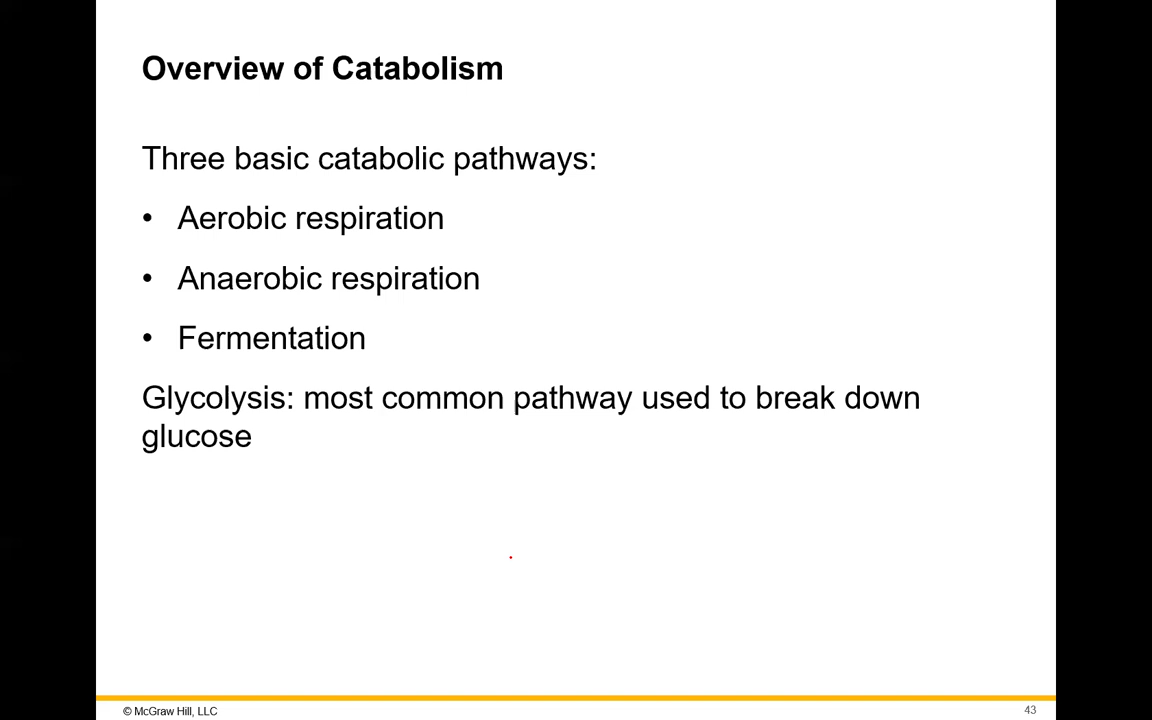 Overview of Catabolism
Three basic catabolic pathways:
• Aerobic respiration
• Anaerobic respiration
• Fermentation
Glycolysis: most common pathway used to break down
glucose
© McGraw Hill, LLC
43